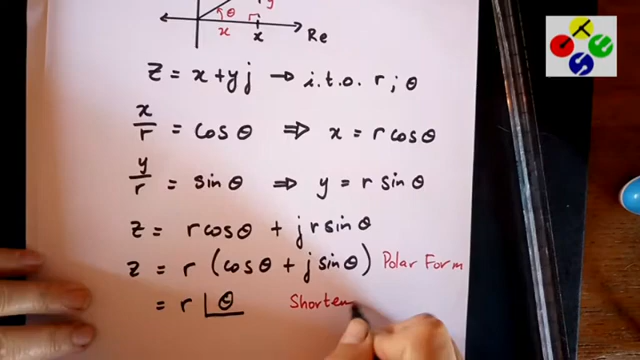 θ y
x x Re
z = x + yj → i.t.o. r ; θ
x/r = cos θ ⇒ x = r cos θ
y/r = sin θ ⇒ y = r sin θ
z = r cos θ + j r sin θ
z = r (cos θ + j sin θ) Polar Form
= r |θ Shorten